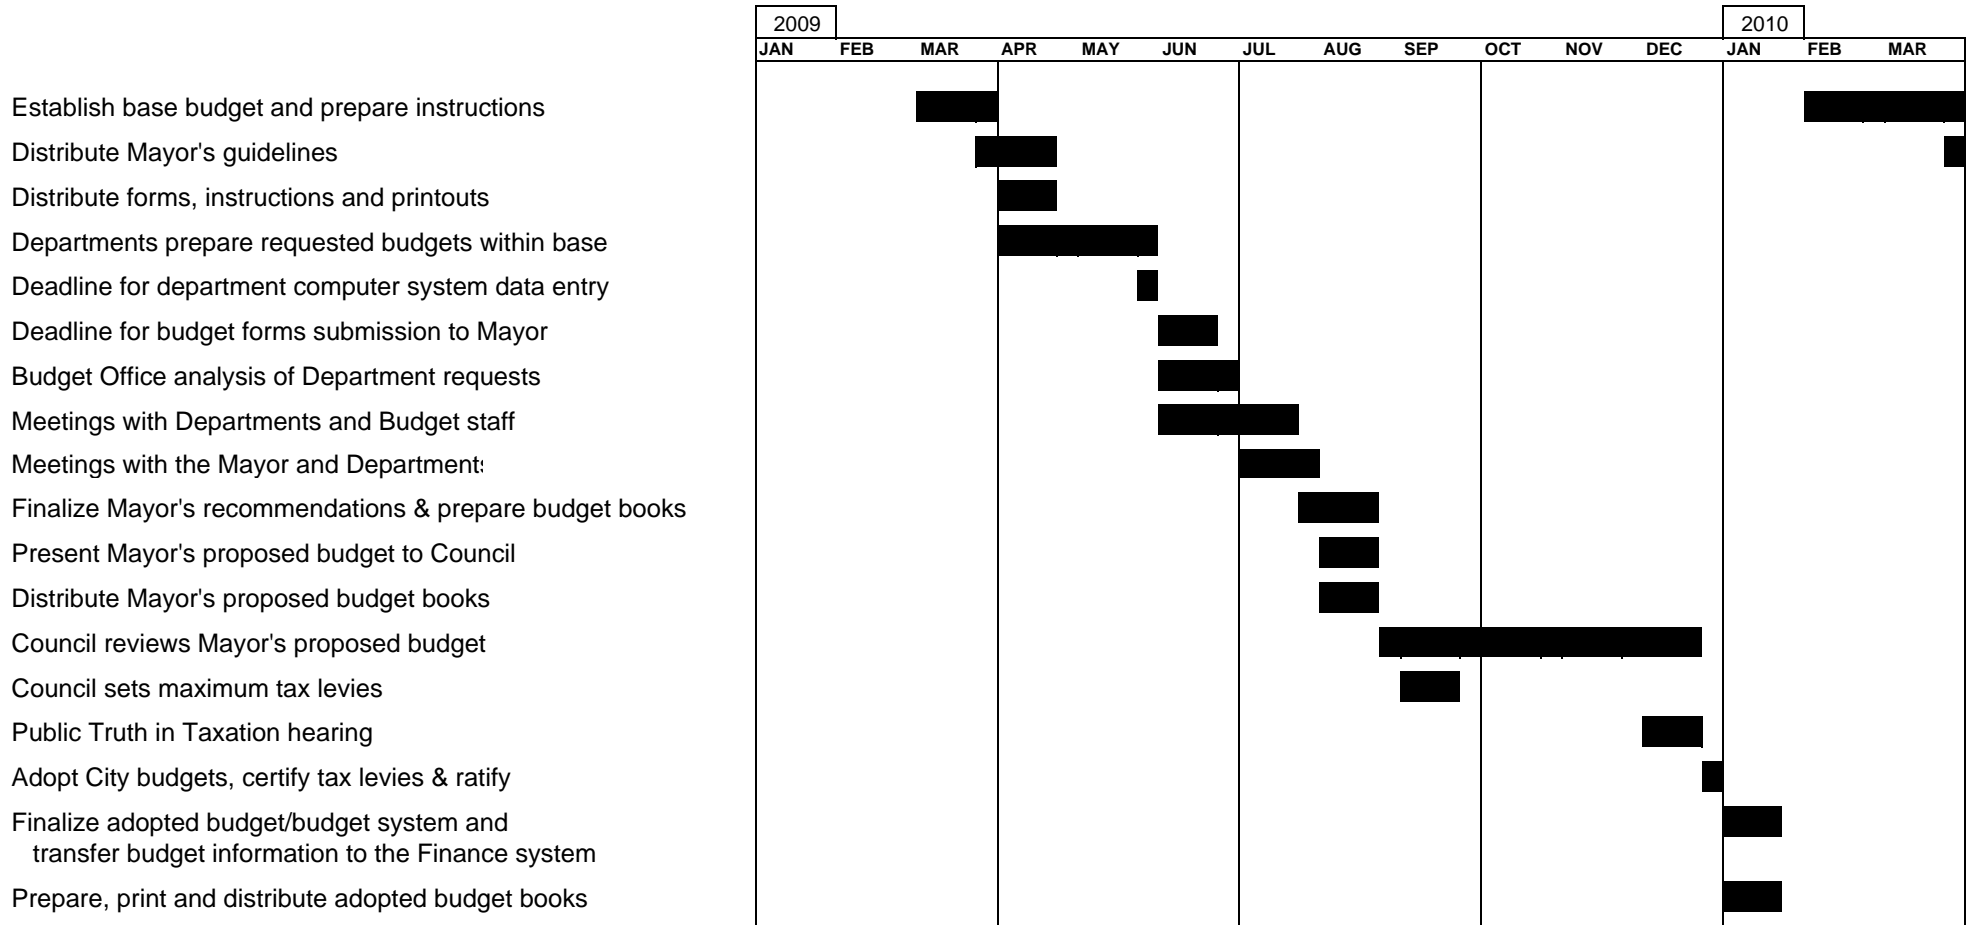 2009 2010
JAN FEB MAR APR MAY JUN JUL AUG SEP OCT NOV DEC JAN FEB MAR
Establish base budget and prepare instructions
Distribute Mayor's guidelines
Distribute forms, instructions and printouts
Departments prepare requested budgets within base
Deadline for department computer system data entry
Deadline for budget forms submission to Mayor
Budget Office analysis of Department requests
Meetings with Departments and Budget staff
Meetings with the Mayor and Departments
Finalize Mayor's recommendations & prepare budget books
Present Mayor's proposed budget to Council
Distribute Mayor's proposed budget books
Council reviews Mayor's proposed budget
Council sets maximum tax levies
Public Truth in Taxation hearing
Adopt City budgets, certify tax levies & ratify
Finalize adopted budget/budget system and
transfer budget information to the Finance system
Prepare, print and distribute adopted budget books